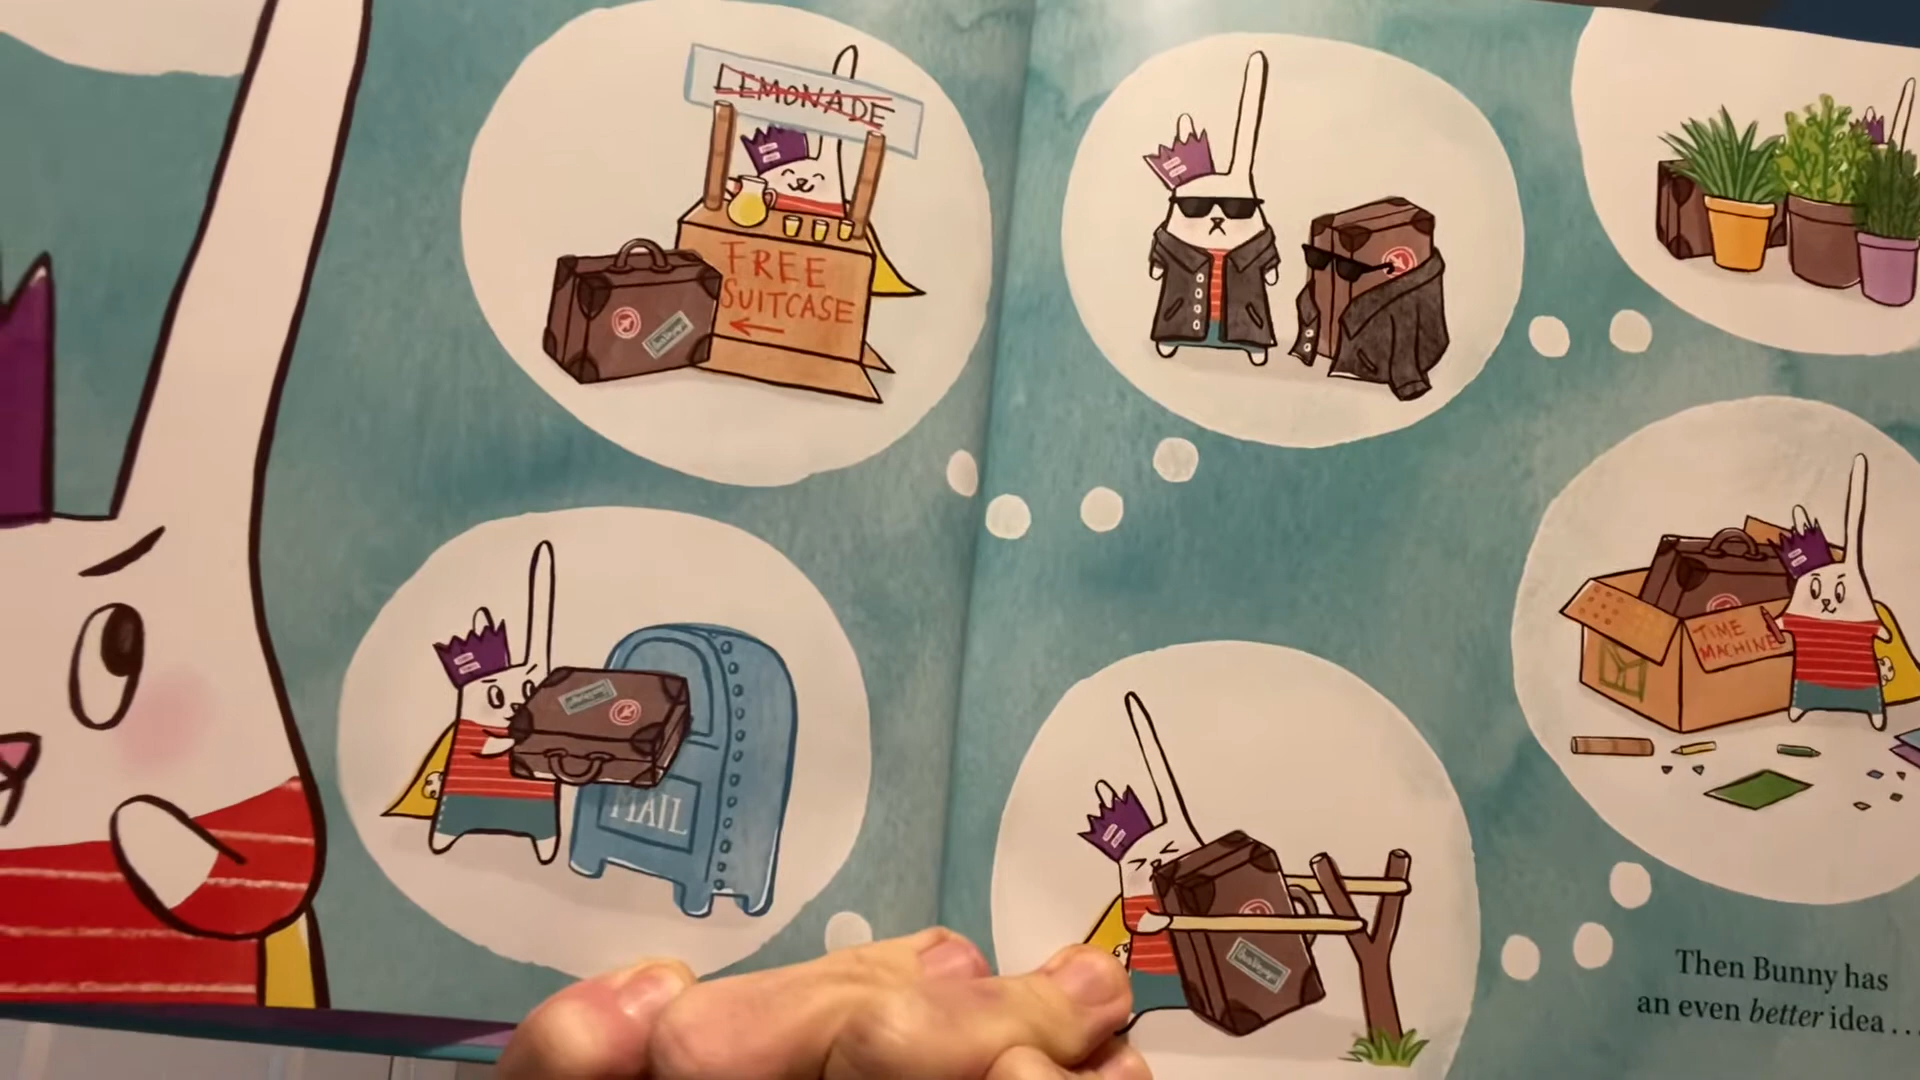 LEMONADE
FREE
SUITCASE
MAIL
TIME
MACHINE
Then Bunny has
an even better idea . . .